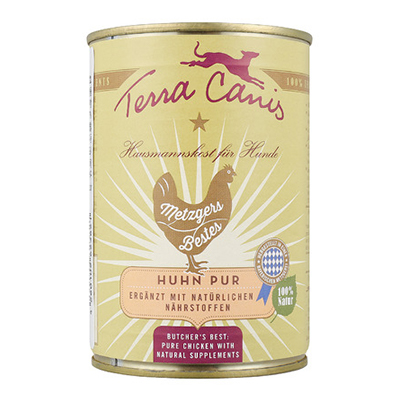 Terra Canis
Hausmannskost für Hunde
Metzgers
Bestes
HUHN PUR
ERGÄNZT MIT NATÜRLICHEN
NÄHRSTOFFEN
100%
Natur
BUTCHER'S BEST:
PURE CHICKEN WITH
NATURAL SUPPLEMENTS